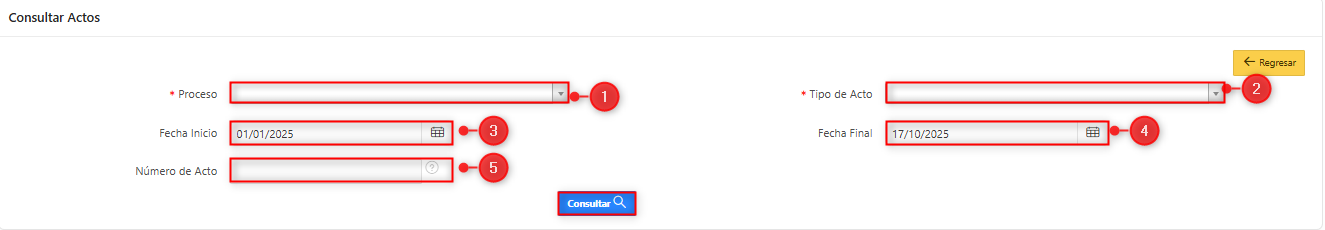 Consultar Actos
Regresar
* Proceso
1
* Tipo de Acto
2
Fecha Inicio
01/01/2025
3
Fecha Final
17/10/2025
4
Número de Acto
?
5
Consultar